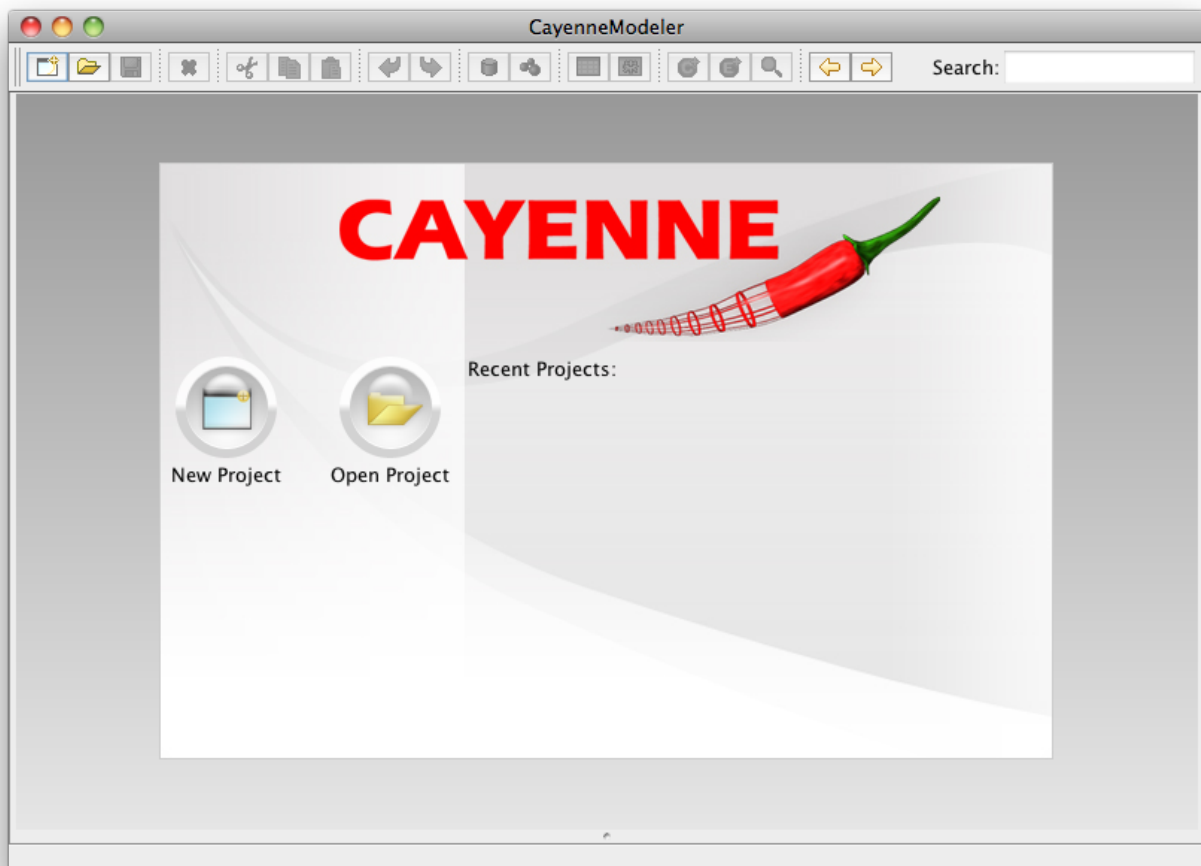 CayenneModeler
Search:
CAYENNE
Recent Projects:
New Project
Open Project